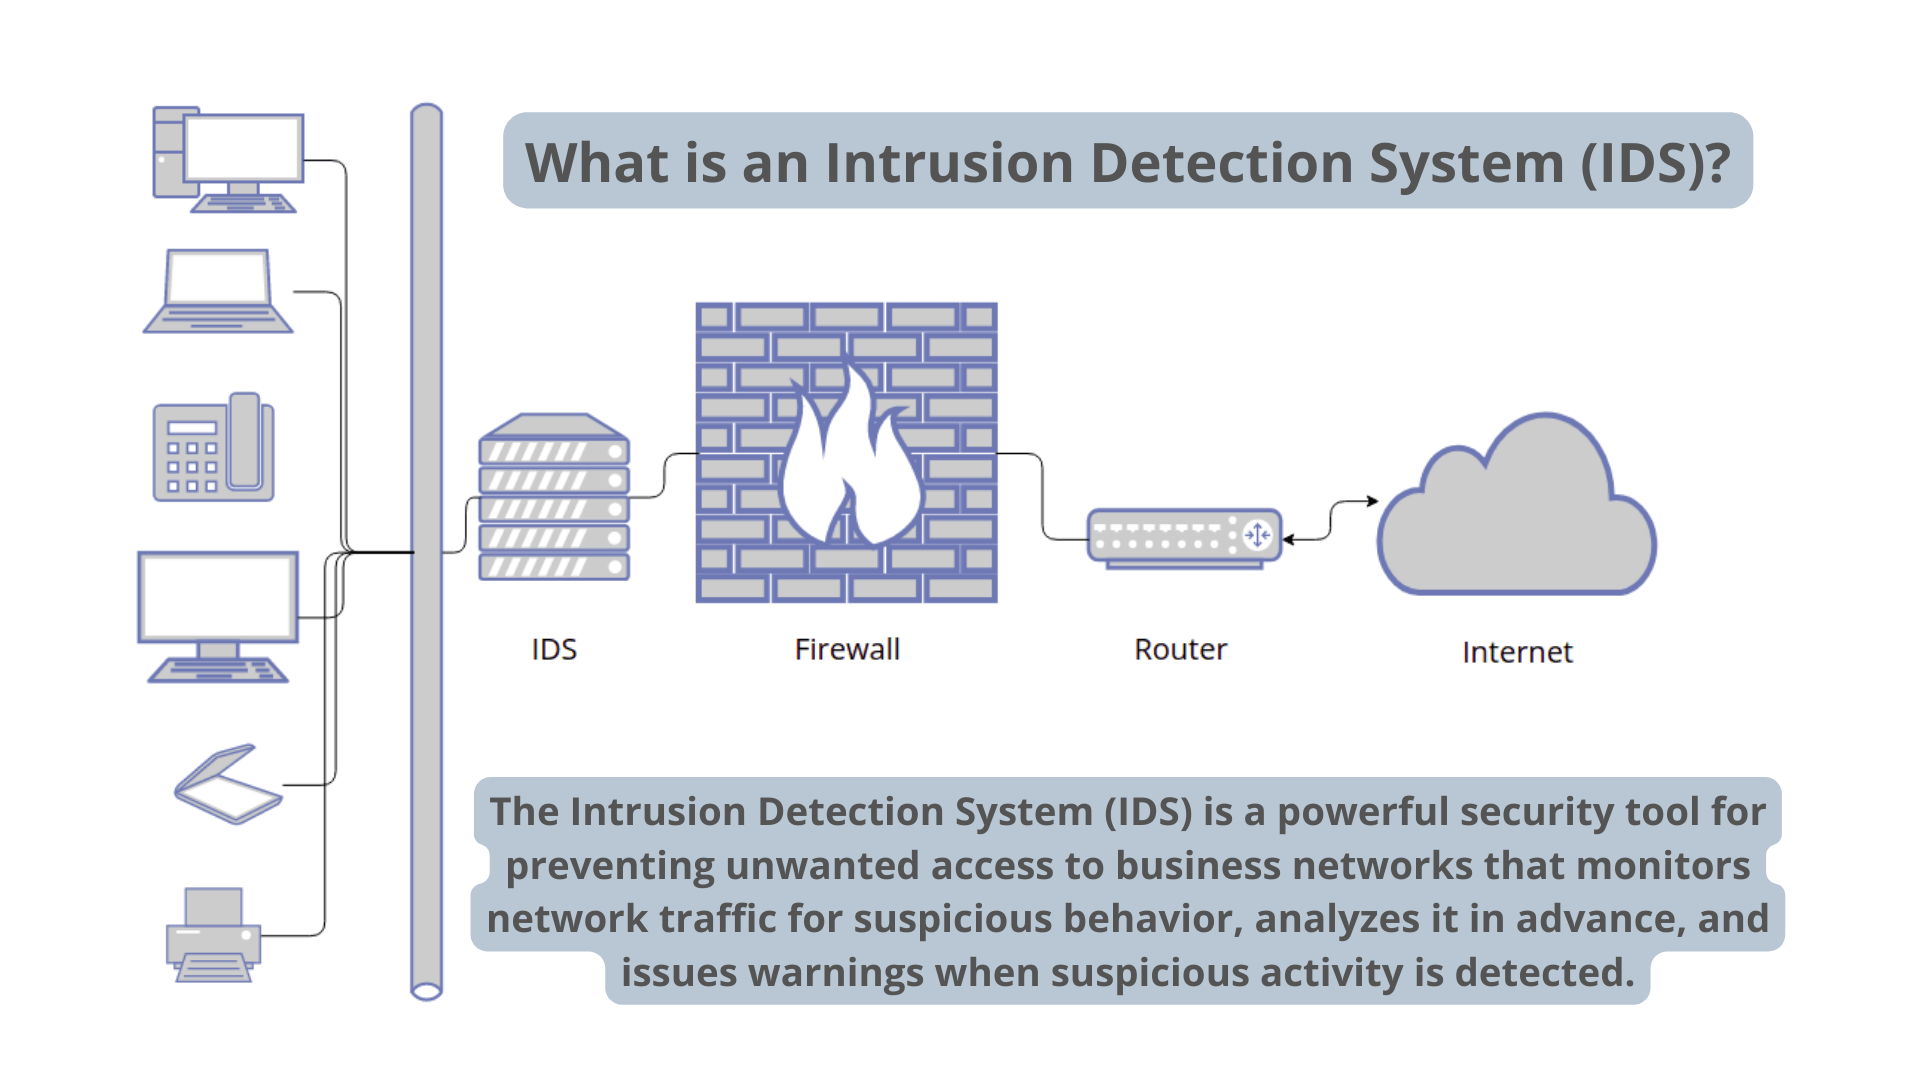 What is an Intrusion Detection System (IDS)?
IDS
Firewall
Router
Internet
The Intrusion Detection System (IDS) is a powerful security tool for
preventing unwanted access to business networks that monitors
network traffic for suspicious behavior, analyzes it in advance, and
issues warnings when suspicious activity is detected.